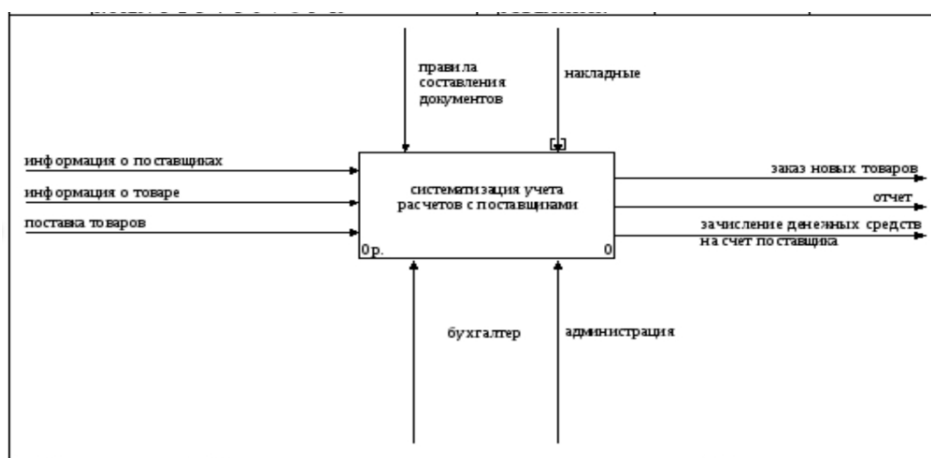 правила
составления
документов
накладные
информация о поставщиках
информация о товаре
поставка товаров
систематизация учета
расчетов с поставщиками
0р.
0
заказ новых товаров
отчет
зачисление денежных средств
на счет поставщика
бухгалтер
администрация